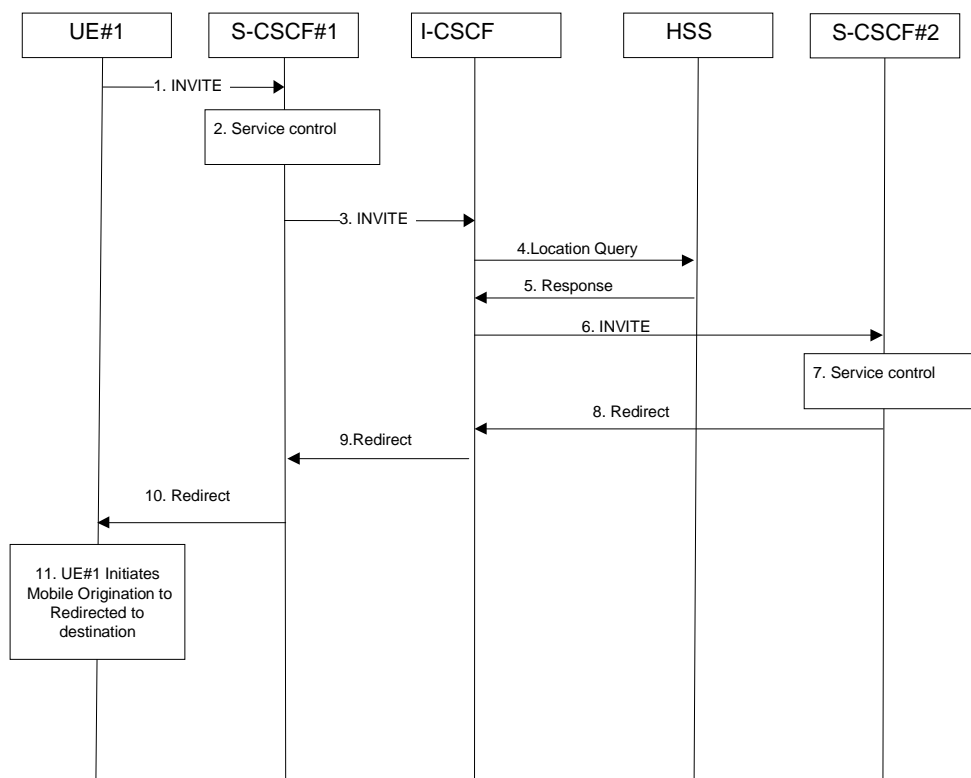 UE#1
S-CSCF#1
I-CSCF
HSS
S-CSCF#2
1. INVITE
2. Service control
3. INVITE
4.Location Query
5. Response
6. INVITE
7. Service control
8. Redirect
9.Redirect
10. Redirect
11. UE#1 Initiates
Mobile Origination to
Redirected to
destination